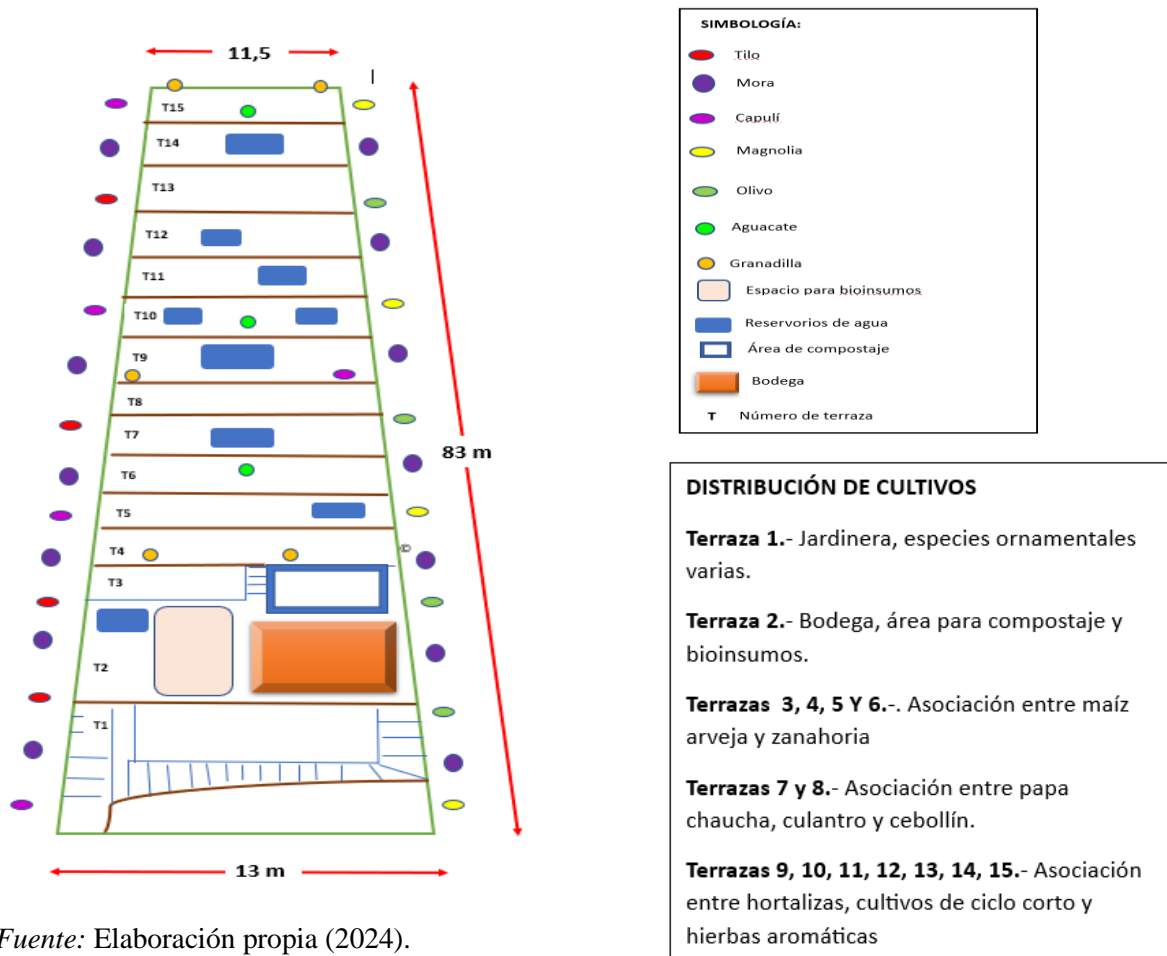 11,5
T15
T14
T13
T12
T11
T10
T9
T8
T7
T6
T5
T4
©
T3
T2
T1
83 m
13 m
Fuente: Elaboración propia (2024).
SIMBOLOGÍA:
Tilo
Mora
Capulí
Magnolia
Olivo
Aguacate
Granadilla
Espacio para bioinsumos
Reservorios de agua
Área de compostaje
Bodega
T Número de terraza
DISTRIBUCIÓN DE CULTIVOS
Terraza 1.- Jardinera, especies ornamentales
varias.
Terraza 2.- Bodega, área para compostaje y
bioinsumos.
Terrazas 3, 4, 5 Y 6.-. Asociación entre maíz
arveja y zanahoria
Terrazas 7 y 8.- Asociación entre papa
chaucha, culantro y cebollín.
Terrazas 9, 10, 11, 12, 13, 14, 15.- Asociación
entre hortalizas, cultivos de ciclo corto y
hierbas aromáticas